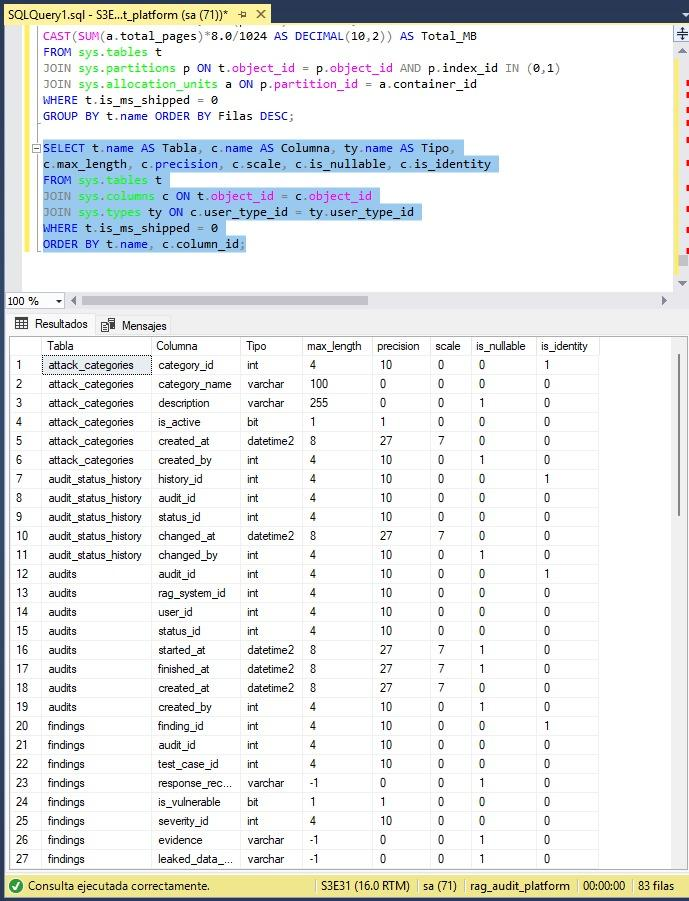 SQLQuery1.sql - S3E...t_platform (sa (71))*
CAST(SUM(a.total_pages)*8.0/1024 AS DECIMAL(10,2)) AS Total_MB
FROM sys.tables t
JOIN sys.partitions p ON t.object_id = p.object_id AND p.index_id IN (0,1)
JOIN sys.allocation_units a ON p.partition_id = a.container_id
WHERE t.is_ms_shipped = 0
GROUP BY t.name ORDER BY Filas DESC;
SELECT t.name AS Tabla, c.name AS Columna, ty.name AS Tipo,
c.max_length, c.precision, c.scale, c.is_nullable, c.is_identity
FROM sys.tables t
JOIN sys.columns c ON t.object_id = c.object_id
JOIN sys.types ty ON c.user_type_id = ty.user_type_id
WHERE t.is_ms_shipped = 0
ORDER BY t.name, c.column_id;
100 %
Resultados Mensajes
Tabla Columna Tipo max_length precision scale is_nullable is_identity
1 attack_categories category_id int 4 10 0 0 1
2 attack_categories category_name varchar 100 0 0 0 0
3 attack_categories description varchar 255 0 0 1 0
4 attack_categories is_active bit 1 1 0 0 0
5 attack_categories created_at datetime2 8 27 7 0 0
6 attack_categories created_by int 4 10 0 1 0
7 audit_status_history history_id int 4 10 0 0 1
8 audit_status_history audit_id int 4 10 0 0 0
9 audit_status_history status_id int 4 10 0 0 0
10 audit_status_history changed_at datetime2 8 27 7 0 0
11 audit_status_history changed_by int 4 10 0 1 0
12 audits audit_id int 4 10 0 0 1
13 audits rag_system_id int 4 10 0 0 0
14 audits user_id int 4 10 0 0 0
15 audits status_id int 4 10 0 0 0
16 audits started_at datetime2 8 27 7 1 0
17 audits finished_at datetime2 8 27 7 1 0
18 audits created_at datetime2 8 27 7 0 0
19 audits created_by int 4 10 0 1 0
20 findings finding_id int 4 10 0 0 1
21 findings audit_id int 4 10 0 0 0
22 findings test_case_id int 4 10 0 0 0
23 findings response_rec... varchar -1 0 0 1 0
24 findings is_vulnerable bit 1 1 0 0 0
25 findings severity_id int 4 10 0 0 0
26 findings evidence varchar -1 0 0 1 0
27 findings leaked_data_... varchar -1 0 0 1 0
Consulta ejecutada correctamente. S3E31 (16.0 RTM) sa (71) rag_audit_platform 00:00:00 83 filas